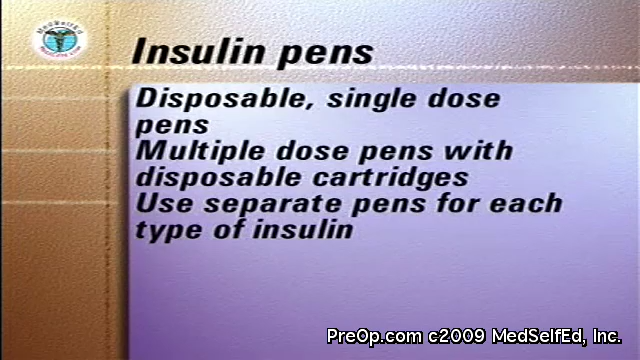 Insulin pens
Disposable, single dose
pens
Multiple dose pens with
disposable cartridges
Use separate pens for each
type of insulin
PreOp.com c2009 MedSelfEd, Inc.